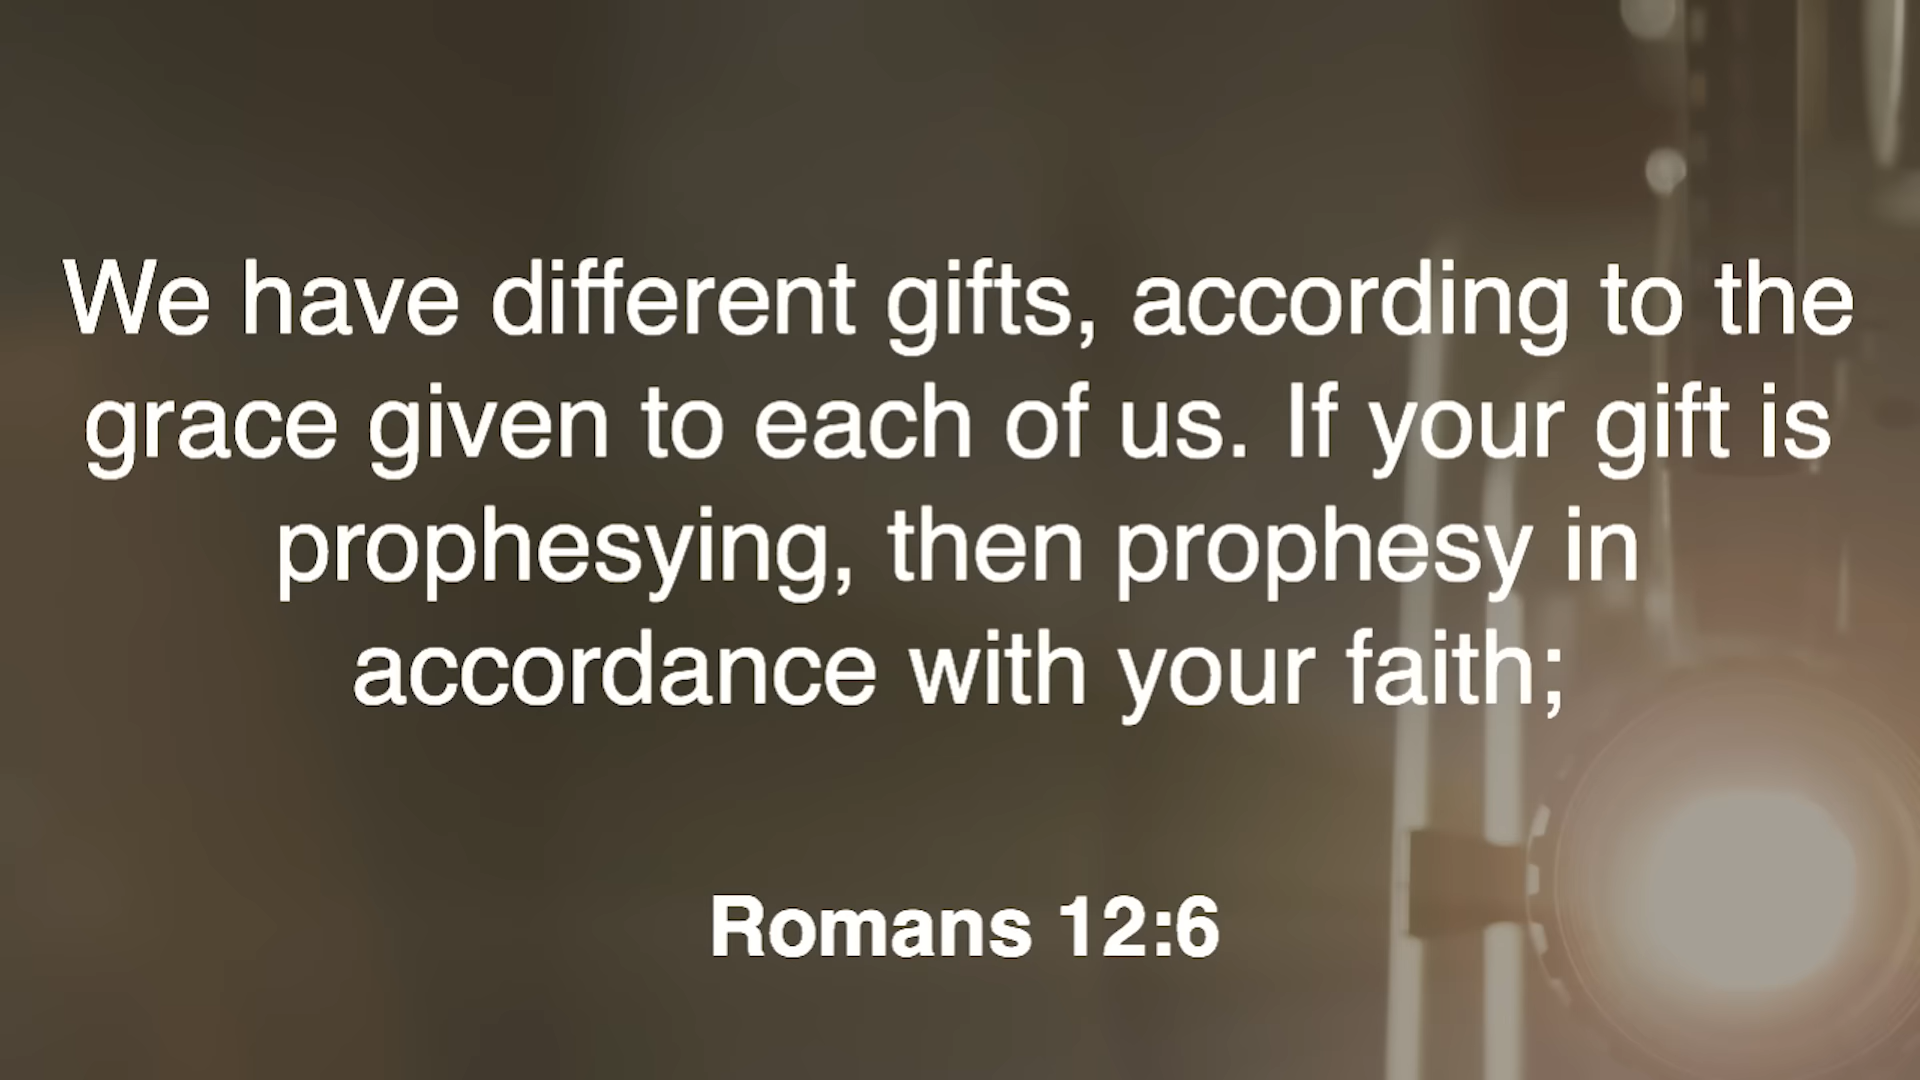 We have different gifts, according to the
grace given to each of us. If your gift is
prophesying, then prophesy in
accordance with your faith;
Romans 12:6